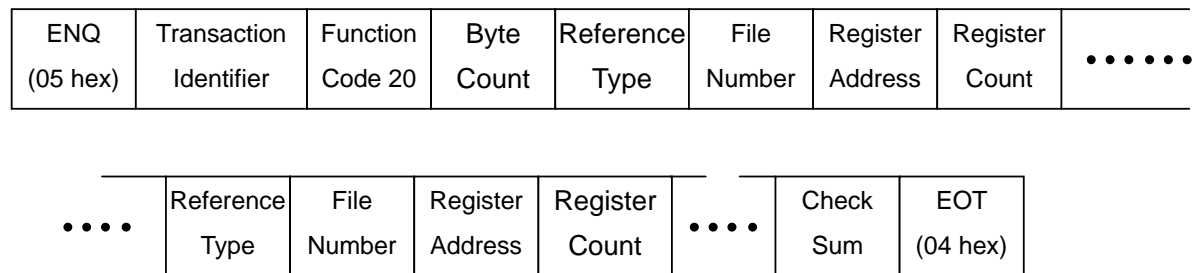 ENQ Transaction Function Byte Reference File Register Register
(05 hex) Identifier Code 20 Count Type Number Address Count ••••••
Reference File Register Register Check EOT
•••• Type Number Address Count •••• Sum (04 hex)